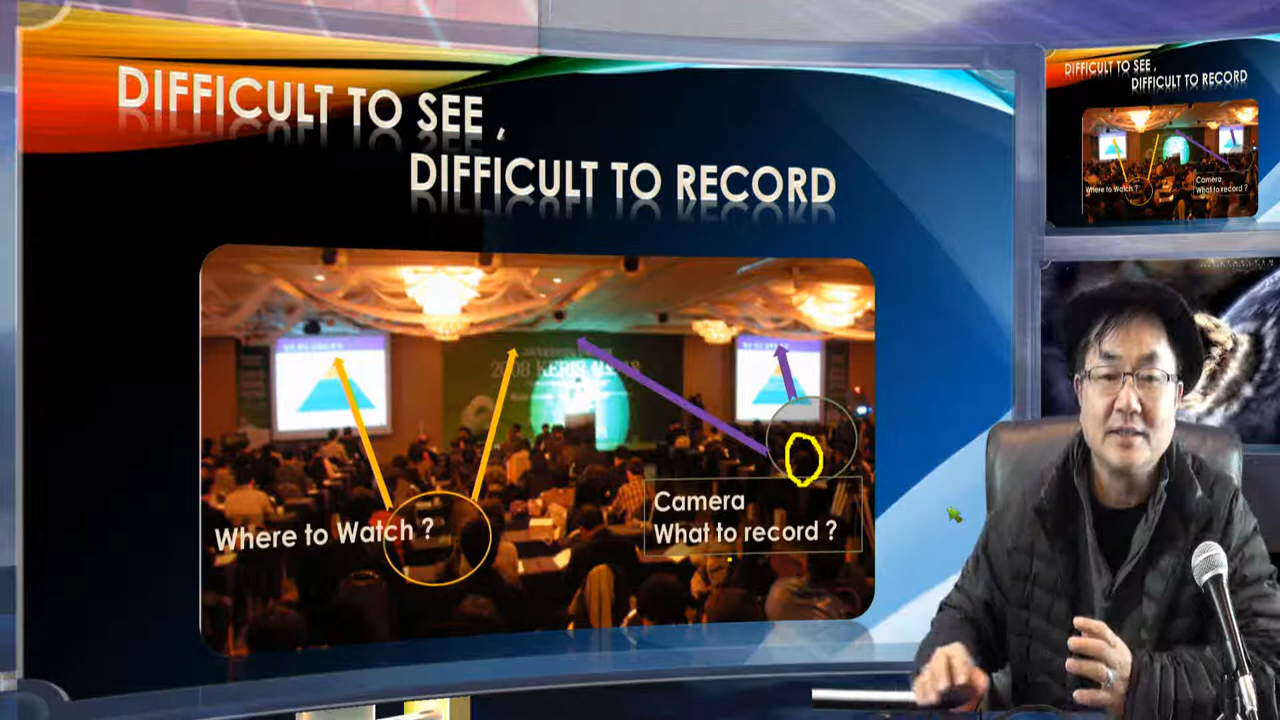 DIFFICULT TO SEE ,
DIFFICULT TO RECORD
Where to Watch ?
Camera
What to record ?
DIFFICULT TO SEE ,
DIFFICULT TO RECORD
Where to Watch ?
Camera
What to record ?